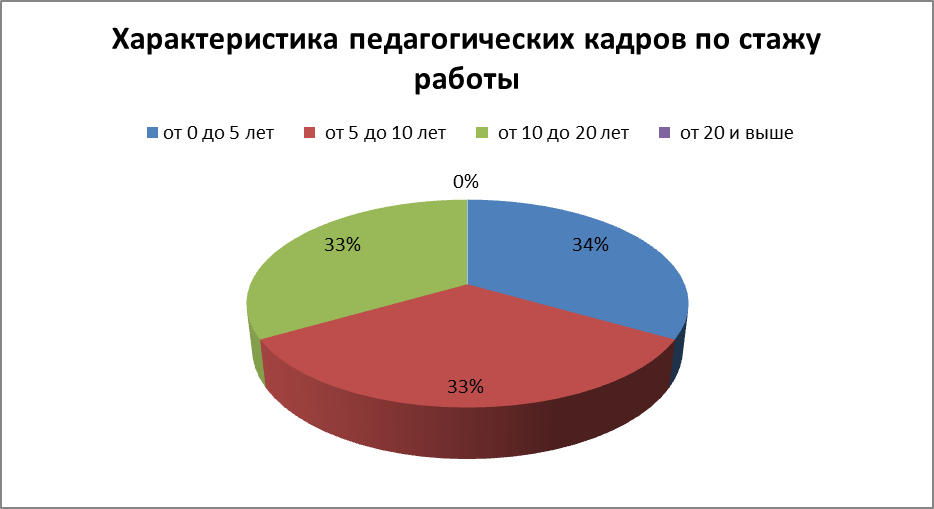 Характеристика педагогических кадров по стажу
работы
от 0 до 5 лет от 5 до 10 лет от 10 до 20 лет от 20 и выше
0%
33% 34%
33%